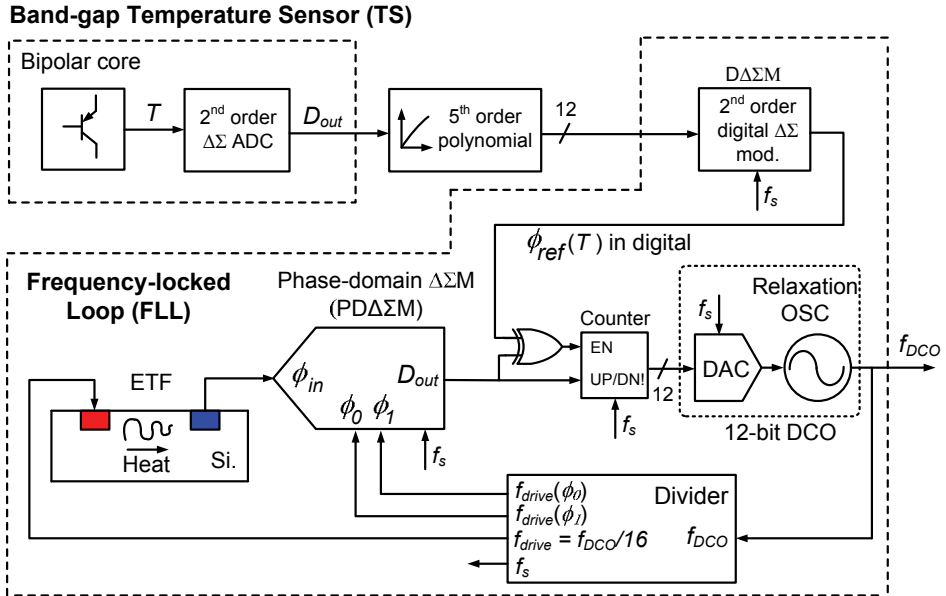 Band-gap Temperature Sensor (TS)
Bipolar core
T
2nd order
ΔΣ ADC
Dout
5th order
polynomial
12
DΔΣM
2nd order
digital ΔΣ
mod.
fs
ϕref(T) in digital
Frequency-locked
Loop (FLL)
Phase-domain ΔΣM
(PDΔΣM)
ϕin
Dout
ϕ0 ϕ1
fs
ETF
Heat
Si.
Counter
EN
UP/DN!
fs
12
Relaxation
OSC
fs
DAC
12-bit DCO
fDCO
Divider
fdrive(ϕ0)
fdrive(ϕ1)
fdrive = fDCO/16
fDCO
fs